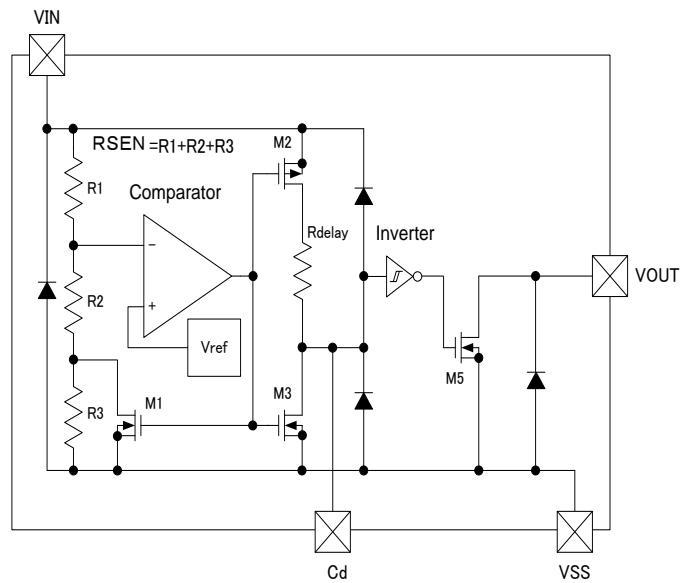 VIN
RSEN=R1+R2+R3
M2
R1
Comparator
Rdelay
Inverter
−
VOUT
R2
+
Vref
M5
R3
M1
M3
Cd
VSS